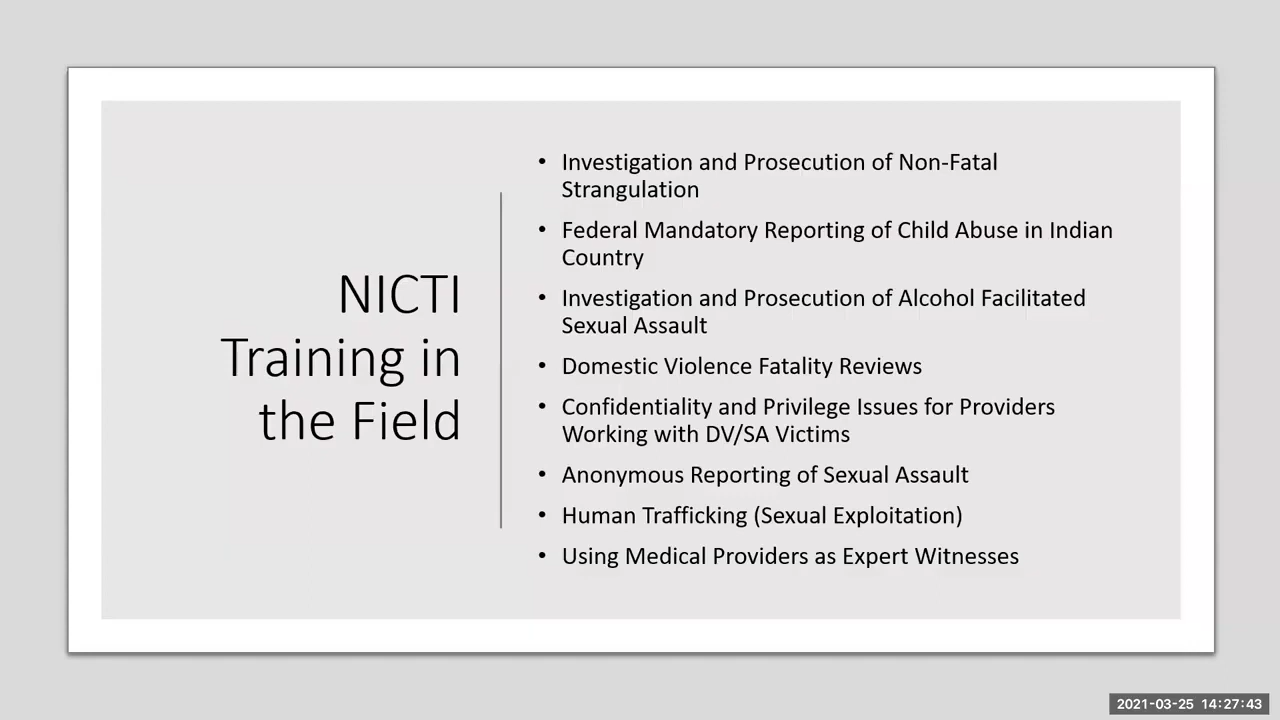 NICTI
Training in
the Field
• Investigation and Prosecution of Non-Fatal
Strangulation
• Federal Mandatory Reporting of Child Abuse in Indian
Country
• Investigation and Prosecution of Alcohol Facilitated
Sexual Assault
• Domestic Violence Fatality Reviews
• Confidentiality and Privilege Issues for Providers
Working with DV/SA Victims
• Anonymous Reporting of Sexual Assault
• Human Trafficking (Sexual Exploitation)
• Using Medical Providers as Expert Witnesses
2021-03-25 14:27:43